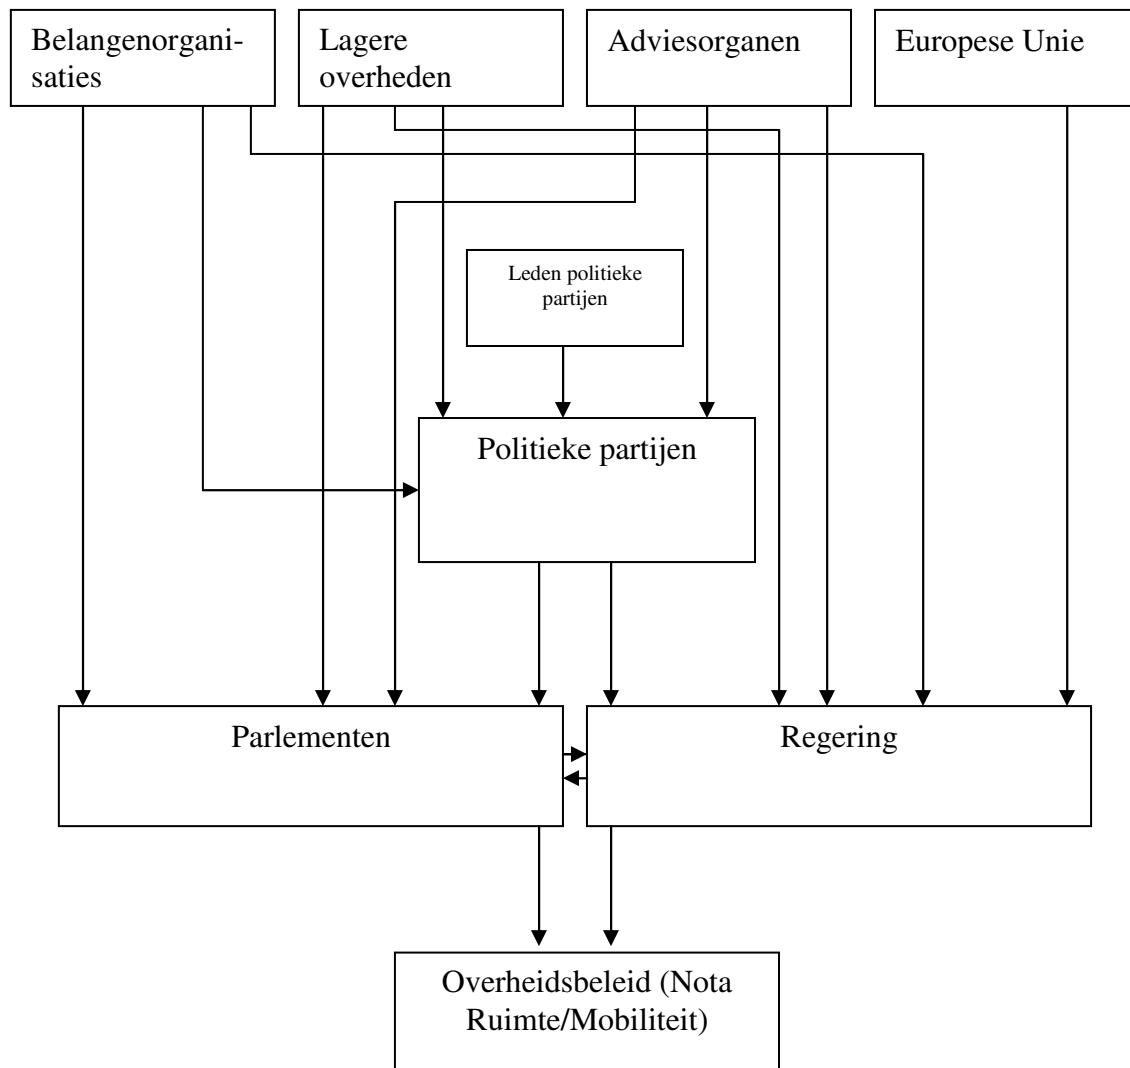 Belangenorgani-
saties
Lagere
overheden
Adviesorganen
Europese Unie
Leden politieke
partijen
Politieke partijen
Parlementen
Regering
Overheidsbeleid (Nota
Ruimte/Mobiliteit)